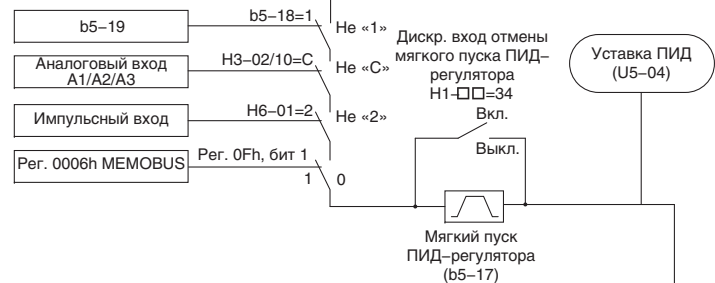 b5–19
b5–18=1
Не «1»
Аналоговый вход
A1/A2/A3
H3–02/10=C
Не «C»
Импульсный вход
H6–01=2
Не «2»
Рег. 0006h MEMOBUS
Рег. 0Fh, бит 1
1
0
Дискр. вход отмены
мягкого пуска ПИД–
регулятора
H1–□□=34
Вкл.
Выкл.
Мягкий пуск
ПИД–регулятора
(b5–17)
Уставка ПИД
(U5–04)